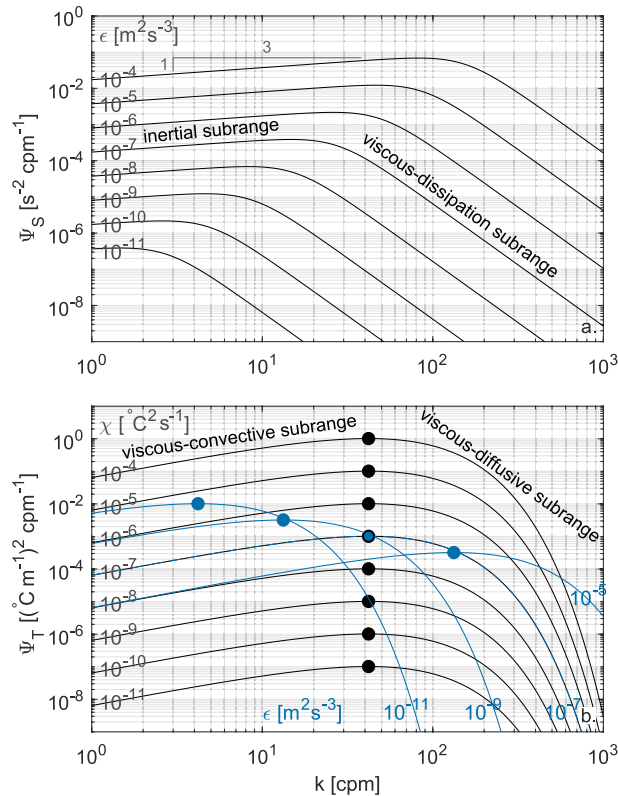 10^0
ϵ [m^2s^-3]
3
1
10^-4
10^-2
10^-5
10^-6
inertial subrange
10^-4
10^-7
viscous-dissipation subrange
10^-8
Ψ_S [s^-2 cpm^-1]
10^-9
10^-6
10^-10
10^-11
10^-8
a.
10^0 10^1 10^2 10^3
χ [°C^2 s^-1]
viscous-convective subrange
viscous-diffusive subrange
10^0
10^-4
10^-2
10^-5
10^-6
10^-4
10^-7
10^-5
10^-8
Ψ_T [(°C m^-1)^2 cpm^-1]
10^-9
10^-6
10^-10
10^-8
10^-11
ϵ [m^2s^-3]
10^-11
10^-9
10^-7
b.
10^0 10^1 10^2 10^3
k [cpm]